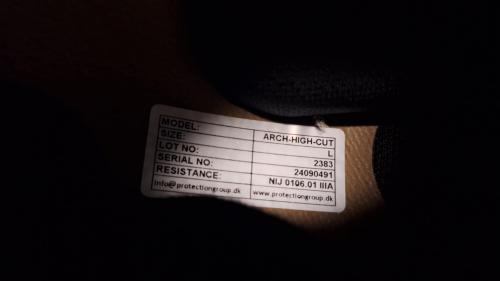 MODEL: ARCH-HIGH-CUT
SIZE: L
LOT NO: 2383
SERIAL NO: 24090491
RESISTANCE: NIJ 0106.01 IIIA
info@protectiongroup.dk www.protectiongroup.dk